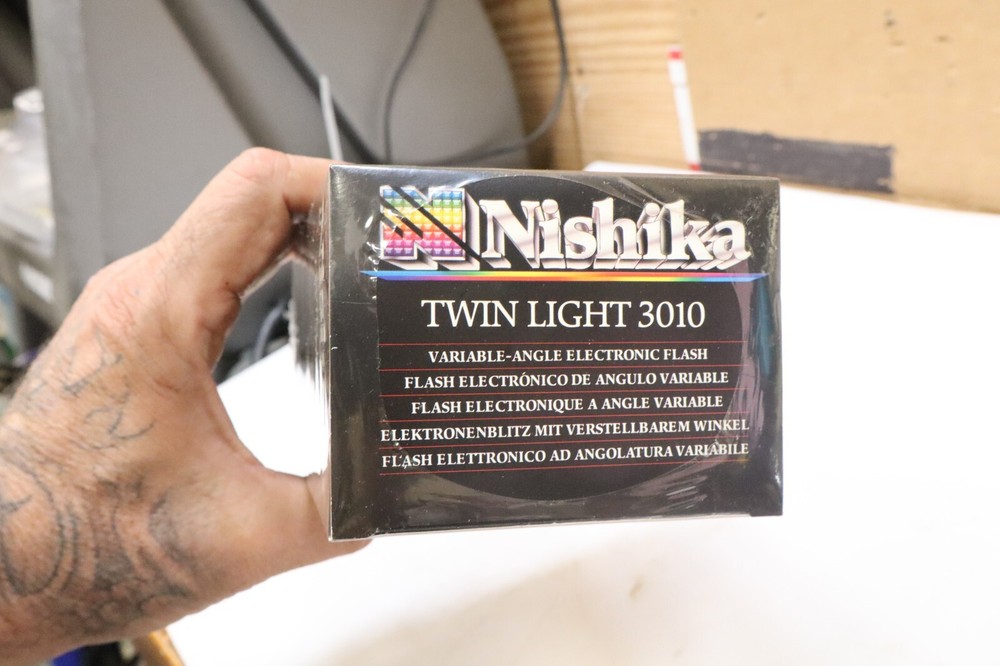 Nishika
TWIN LIGHT 3010
VARIABLE-ANGLE ELECTRONIC FLASH
FLASH ELECTRÓNICO DE ANGULO VARIABLE
FLASH ELECTRONIQUE A ANGLE VARIABLE
ELEKTRONENBLITZ MIT VERSTELLBAREM WINKEL
FLASH ELETTRONICO AD ANGOLATURA VARIABILE